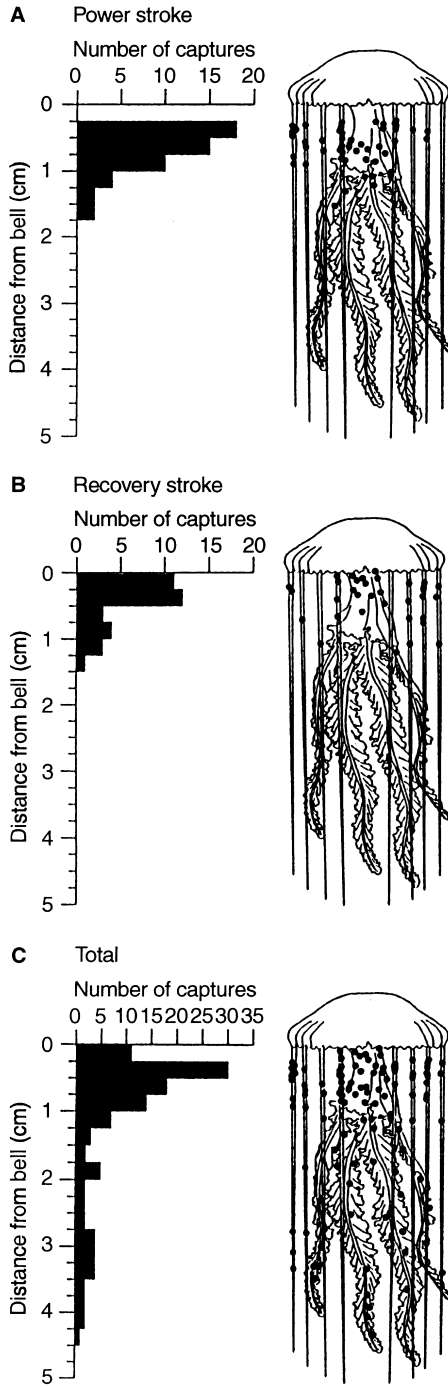 A Power stroke
Number of captures
0 5 10 15 20
Distance from bell (cm)
0
1
2
3
4
5
B Recovery stroke
Number of captures
0 5 10 15 20
Distance from bell (cm)
0
1
2
3
4
5
C Total
Number of captures
0 5 10 15 20 25 30 35
Distance from bell (cm)
0
1
2
3
4
5